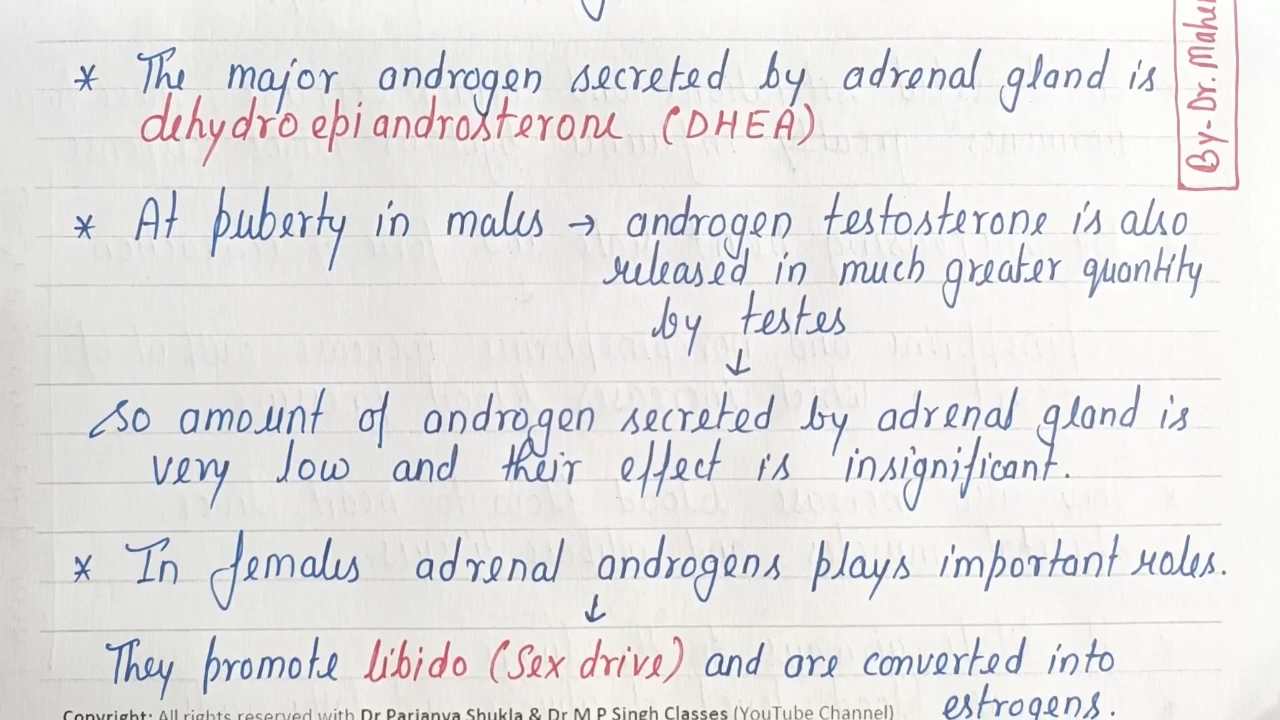 * The major androgen secreted by adrenal gland is
dehydroepiandrosterone (DHEA)
* At puberty in males → androgen testosterone is also
released in much greater quantity
by testes
↓
so amount of androgen secreted by adrenal gland is
very low and their effect is insignificant.
* In females adrenal androgens plays important roles.
↓
They promote libido (Sex drive) and are converted into
estrogens.
By-Dr. Mahe
Copyright: All rights reserved with Dr Parjanya Shukla & Dr M P Singh Classes (YouTube Channel)